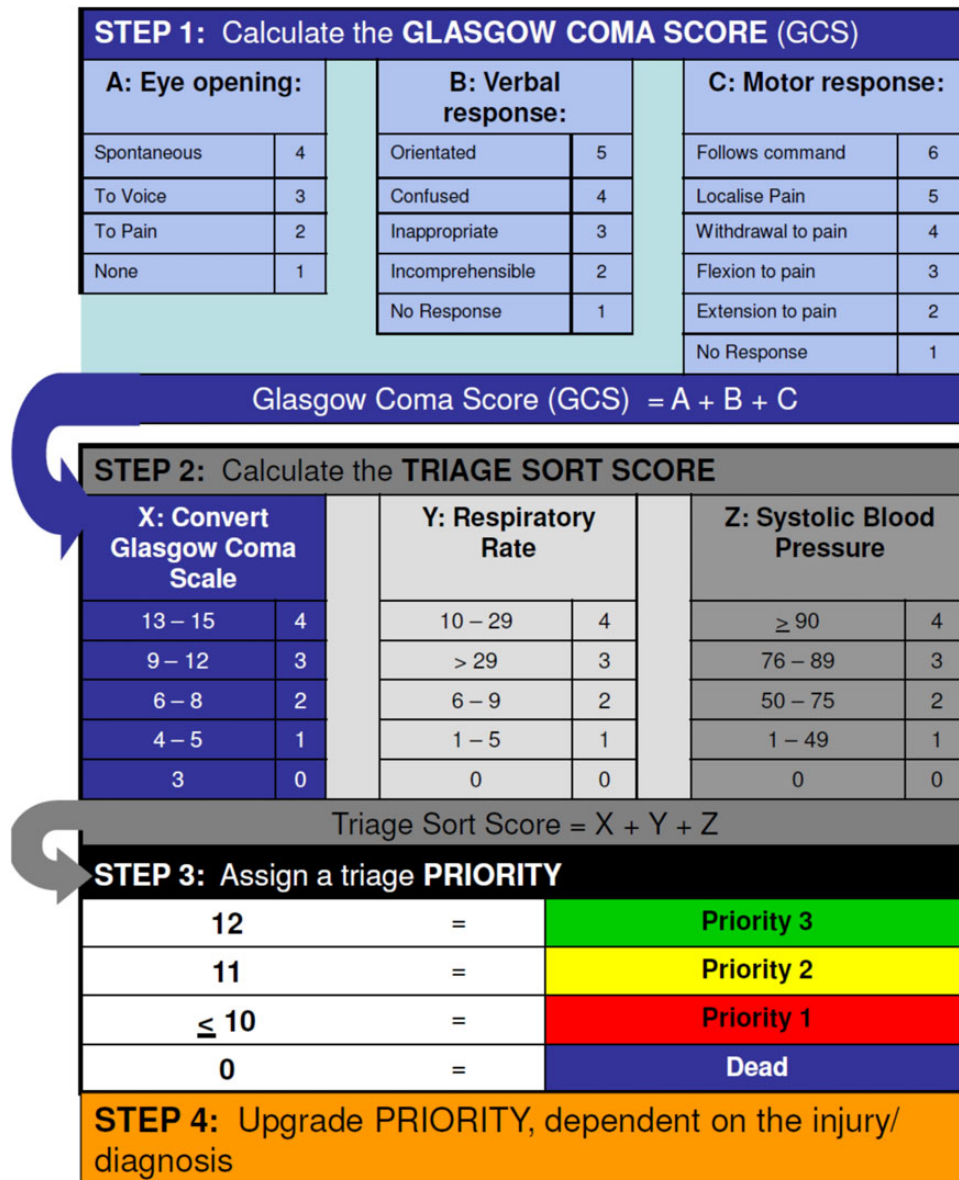 STEP 1: Calculate the GLASGOW COMA SCORE (GCS)
A: Eye opening:
Spontaneous 4
To Voice 3
To Pain 2
None 1
B: Verbal
response:
Orientated 5
Confused 4
Inappropriate 3
Incomprehensible 2
No Response 1
C: Motor response:
Follows command 6
Localise Pain 5
Withdrawal to pain 4
Flexion to pain 3
Extension to pain 2
No Response 1
Glasgow Coma Score (GCS) = A + B + C
STEP 2: Calculate the TRIAGE SORT SCORE
X: Convert
Glasgow Coma
Scale
13 – 15 4
9 – 12 3
6 – 8 2
4 – 5 1
3 0
Y: Respiratory
Rate
10 – 29 4
> 29 3
6 – 9 2
1 – 5 1
0 0
Z: Systolic Blood
Pressure
≥ 90 4
76 – 89 3
50 – 75 2
1 – 49 1
0 0
Triage Sort Score = X + Y + Z
STEP 3: Assign a triage PRIORITY
12 = Priority 3
11 = Priority 2
≤ 10 = Priority 1
0 = Dead
STEP 4: Upgrade PRIORITY, dependent on the injury/
diagnosis